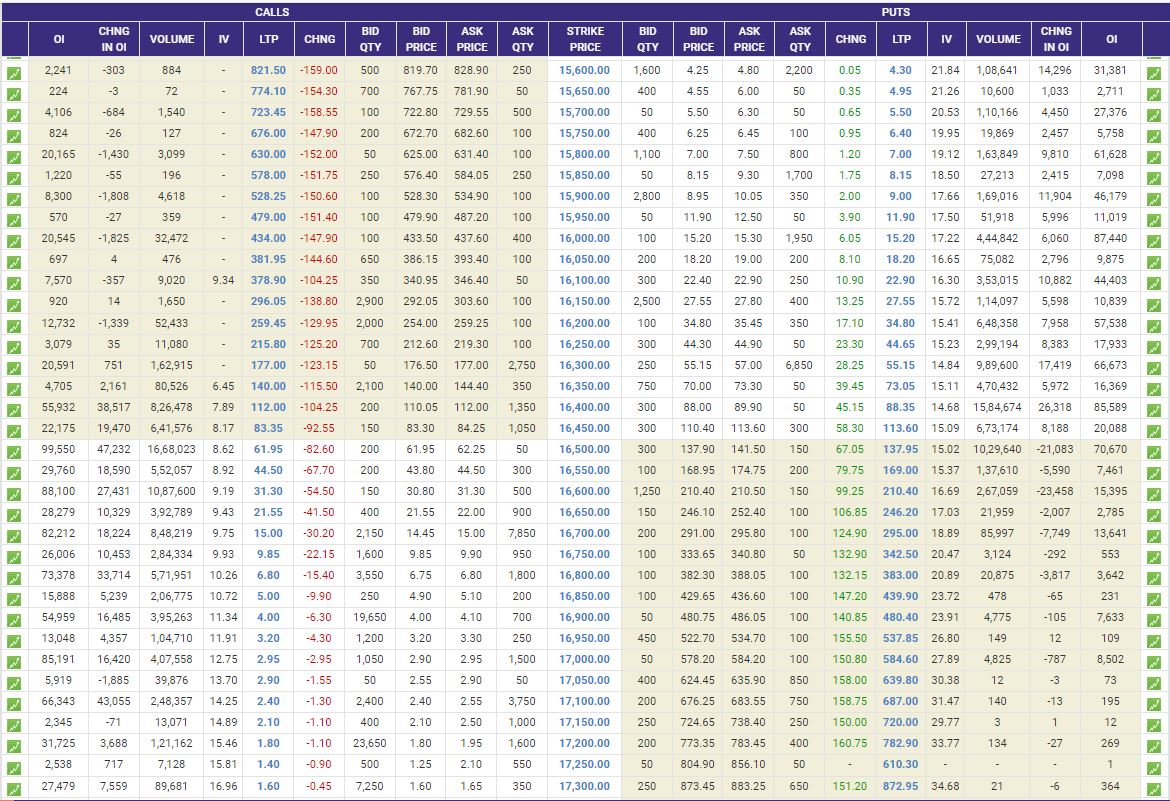 CALLS PUTS
OI CHNG IN OI VOLUME IV LTP CHNG BID QTY BID PRICE ASK PRICE ASK QTY STRIKE PRICE BID QTY BID PRICE ASK PRICE ASK QTY CHNG LTP IV VOLUME CHNG IN OI OI
2,241 -303 884 - 821.50 -159.00 500 819.70 828.90 250 15,600.00 1,600 4.25 4.80 2,200 0.05 4.30 21.84 1,08,641 14,296 31,381
224 -3 72 - 774.10 -154.30 700 767.75 781.90 50 15,650.00 400 4.55 6.00 50 0.35 4.95 21.26 10,600 1,033 2,711
4,106 -684 1,540 - 723.45 -158.55 100 722.80 729.55 500 15,700.00 50 5.50 6.30 50 0.65 5.50 20.53 1,10,166 4,450 27,376
824 -26 127 - 676.00 -147.90 200 672.70 682.60 100 15,750.00 400 6.25 6.45 100 0.95 6.40 19.95 19,869 2,457 5,758
20,165 -1,430 3,099 - 630.00 -152.00 50 625.00 631.40 100 15,800.00 1,100 7.00 7.50 800 1.20 7.00 19.12 1,63,849 9,810 61,628
1,220 -55 196 - 578.00 -151.75 250 576.40 584.05 250 15,850.00 50 8.15 9.30 1,700 1.75 8.15 18.50 27,213 2,415 7,098
8,300 -1,808 4,618 - 528.25 -150.60 100 528.30 534.90 100 15,900.00 2,800 8.95 10.05 350 2.00 9.00 17.66 1,69,016 11,904 46,179
570 -27 359 - 479.00 -151.40 100 479.90 487.20 100 15,950.00 50 11.90 12.50 50 3.90 11.90 17.50 51,918 5,996 11,019
20,545 -1,825 32,472 - 434.00 -147.90 100 433.50 437.60 400 16,000.00 100 15.20 15.30 1,950 6.05 15.20 17.22 4,44,842 6,060 87,440
697 4 476 - 381.95 -144.60 650 386.15 393.40 100 16,050.00 200 18.20 19.00 200 8.10 18.20 16.65 75,082 2,796 9,875
7,570 -357 9,020 9.34 378.90 -104.25 350 340.95 346.40 50 16,100.00 300 22.40 22.90 250 10.90 22.90 16.30 3,53,015 10,882 44,403
920 14 1,650 - 296.05 -138.80 2,900 292.05 303.60 100 16,150.00 2,500 27.55 27.80 400 13.25 27.55 15.72 1,14,097 5,598 10,839
12,732 -1,339 52,433 - 259.45 -129.95 2,000 254.00 259.25 100 16,200.00 100 34.80 35.45 350 17.10 34.80 15.41 6,48,358 7,958 57,538
3,079 35 11,080 - 215.80 -125.20 700 212.60 219.30 100 16,250.00 300 44.30 44.90 50 23.30 44.65 15.23 2,99,194 8,383 17,933
20,591 751 1,62,915 - 177.00 -123.15 50 176.50 177.00 2,750 16,300.00 250 55.15 57.00 6,850 28.25 55.15 14.84 9,89,600 17,419 66,673
4,705 2,161 80,526 6.45 140.00 -115.50 2,100 140.00 144.40 350 16,350.00 750 70.00 73.30 50 39.45 73.05 15.11 4,70,432 5,972 16,369
55,932 38,517 8,26,478 7.89 112.00 -104.25 200 110.05 112.00 1,350 16,400.00 300 88.00 89.90 50 45.15 88.35 14.68 15,84,674 26,318 85,589
22,175 19,470 6,41,576 8.17 83.35 -92.55 150 83.30 84.25 1,050 16,450.00 300 110.40 113.60 300 58.30 113.60 15.09 6,73,174 8,188 20,088
99,550 47,232 16,68,023 8.62 61.95 -82.60 200 61.95 62.25 50 16,500.00 300 137.90 141.50 150 67.05 137.95 15.02 10,29,640 -21,083 70,670
29,760 18,590 5,52,057 8.92 44.50 -67.70 200 43.80 44.50 300 16,550.00 100 168.95 174.75 200 79.75 169.00 15.37 1,37,610 -5,590 7,461
88,100 27,431 10,87,600 9.19 31.30 -54.50 150 30.80 31.30 500 16,600.00 1,250 210.40 210.50 150 99.25 210.40 16.69 2,67,059 -23,458 15,395
28,279 10,329 3,92,789 9.43 21.55 -41.50 400 21.55 22.00 900 16,650.00 150 246.10 252.40 100 106.85 246.20 17.03 21,959 -2,007 2,785
82,212 18,224 8,48,219 9.75 15.00 -30.20 2,150 14.45 15.00 7,850 16,700.00 200 291.00 295.80 100 124.90 295.00 18.89 85,997 -7,749 13,641
26,006 10,453 2,84,334 9.93 9.85 -22.15 1,600 9.85 9.90 950 16,750.00 100 333.65 340.80 50 132.90 342.50 20.47 3,124 -292 553
73,378 33,714 5,71,951 10.26 6.80 -15.40 3,550 6.75 6.80 1,800 16,800.00 100 382.30 388.05 100 132.15 383.00 20.89 20,875 -3,817 3,642
15,888 5,239 2,06,775 10.72 5.00 -9.90 250 4.90 5.10 200 16,850.00 100 429.65 436.60 100 147.20 439.90 23.72 478 -65 231
54,959 16,485 3,95,263 11.34 4.00 -6.30 19,650 4.00 4.10 700 16,900.00 50 480.75 486.05 100 140.85 480.40 23.91 4,775 -105 7,633
13,048 4,357 1,04,710 11.91 3.20 -4.30 1,200 3.20 3.30 250 16,950.00 450 522.70 534.70 100 155.50 537.85 26.80 149 12 109
85,191 16,420 4,07,558 12.75 2.95 -2.95 1,050 2.90 2.95 1,500 17,000.00 50 578.20 584.20 100 150.80 584.60 27.89 4,825 -787 8,502
5,919 -1,885 39,876 13.70 2.90 -1.55 50 2.55 2.90 50 17,050.00 400 624.45 635.90 850 158.00 639.80 30.38 12 -3 73
66,343 43,055 2,48,357 14.25 2.40 -1.30 2,400 2.40 2.55 3,750 17,100.00 200 676.25 683.55 750 158.75 687.00 31.47 140 -13 195
2,345 -71 13,071 14.89 2.10 -1.10 400 2.10 2.50 1,000 17,150.00 250 724.65 738.40 250 150.00 720.00 29.77 3 1 12
31,725 3,688 1,21,162 15.46 1.80 -1.10 23,650 1.80 1.95 1,600 17,200.00 200 773.35 783.45 400 160.75 782.90 33.77 134 -27 269
2,538 717 7,128 15.81 1.40 -0.90 500 1.25 2.10 550 17,250.00 50 804.90 856.10 50 - 610.30 - - - 1
27,479 7,559 89,681 16.96 1.60 -0.45 7,250 1.60 1.65 350 17,300.00 250 873.45 883.25 650 151.20 872.95 34.68 21 -6 364